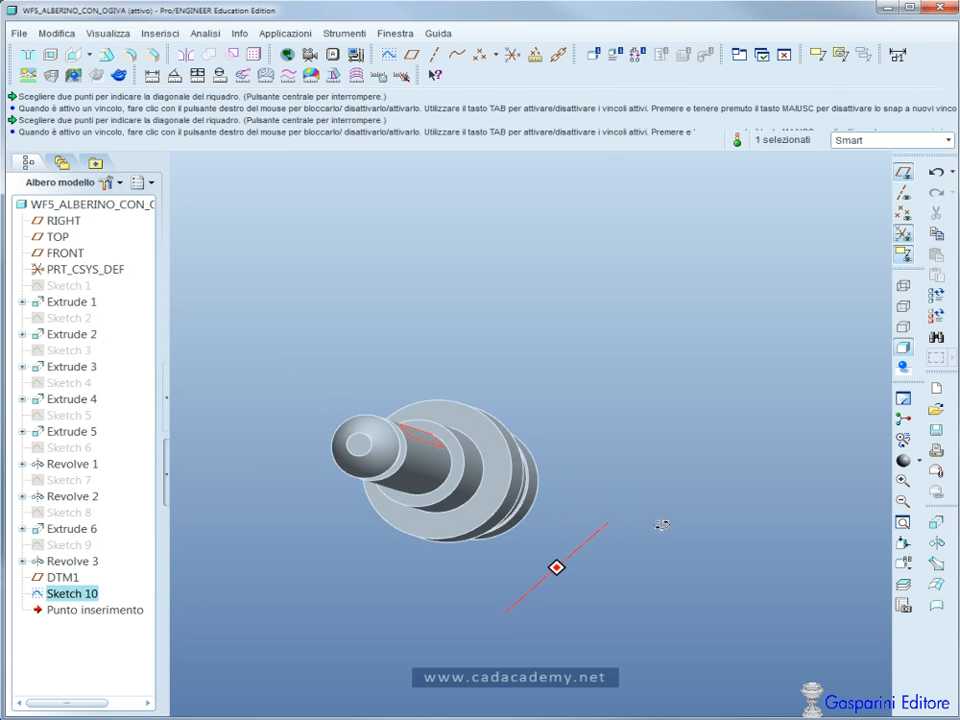 WF5_ALBERINO_CON_OGIVA (attivo) - Pro/ENGINEER Education Edition
File Modifica Visualizza Inserisci Analisi Info Applicazioni Strumenti Finestra Guida
Scegliere due punti per indicare la diagonale del riquadro. (Pulsante centrale per interrompere.)
Quando è attivo un vincolo, fare clic con il pulsante destro del mouse per bloccarlo/ disattivarlo/attivarlo. Utilizzare il tasto TAB per attivare/disattivare i vincoli attivi. Premere e tenere premuto il tasto MAIUSC per disattivare lo snap a nuovi vinco
Scegliere due punti per indicare la diagonale del riquadro. (Pulsante centrale per interrompere.)
Quando è attivo un vincolo, fare clic con il pulsante destro del mouse per bloccarlo/ disattivarlo/attivarlo. Utilizzare il tasto TAB per attivare/disattivare i vincoli attivi. Premere e
1 selezionati
Smart
Albero modello
WF5_ALBERINO_CON_O
RIGHT
TOP
FRONT
PRT_CSYS_DEF
Sketch 1
Extrude 1
Sketch 2
Extrude 2
Sketch 3
Extrude 3
Sketch 4
Extrude 4
Sketch 5
Extrude 5
Sketch 6
Revolve 1
Sketch 7
Revolve 2
Sketch 8
Extrude 6
Sketch 9
Revolve 3
DTM1
Sketch 10
Punto inserimento
www.cadacademy.net
Gasparini Editore